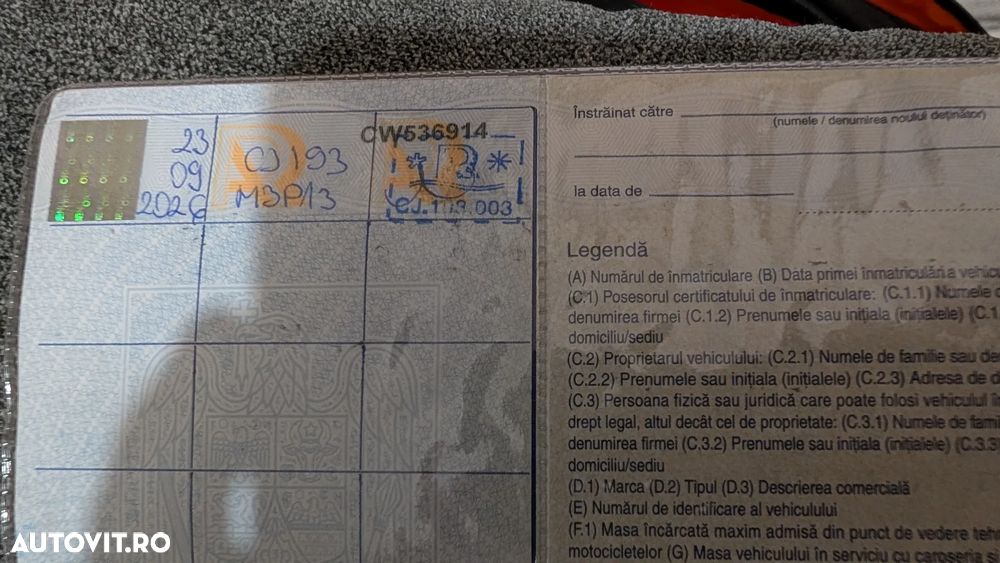 23
09
2026
CJ 193
M3P13
CW536914
CJ.103.003
Înstrăinat către
(numele / denumirea noului deținător)
la data de
Legendă
(A) Numărul de înmatriculare (B) Data primei înmatriculări a vehicu
(C.1) Posesorul certificatului de înmatriculare: (C.1.1) Numele d
denumirea firmei (C.1.2) Prenumele sau inițiala (inițialele) (C.1.
domiciliu/sediu
(C.2) Proprietarul vehiculului: (C.2.1) Numele de familie sau de
(C.2.2) Prenumele sau inițiala (inițialele) (C.2.3) Adresa de d
(C.3) Persoana fizică sau juridică care poate folosi vehiculul în
drept legal, altul decât cel de proprietate: (C.3.1) Numele de fami
denumirea firmei (C.3.2) Prenumele sau inițiala (inițialele) (C.3.3
domiciliu/sediu
(D.1) Marca (D.2) Tipul (D.3) Descrierea comercială
(E) Numărul de identificare al vehiculului
(F.1) Masa încărcată maxim admisă din punct de vedere teh
motocicletelor (G) Masa vehiculului în serviciu cu caroseria și
AUTOVIT.RO